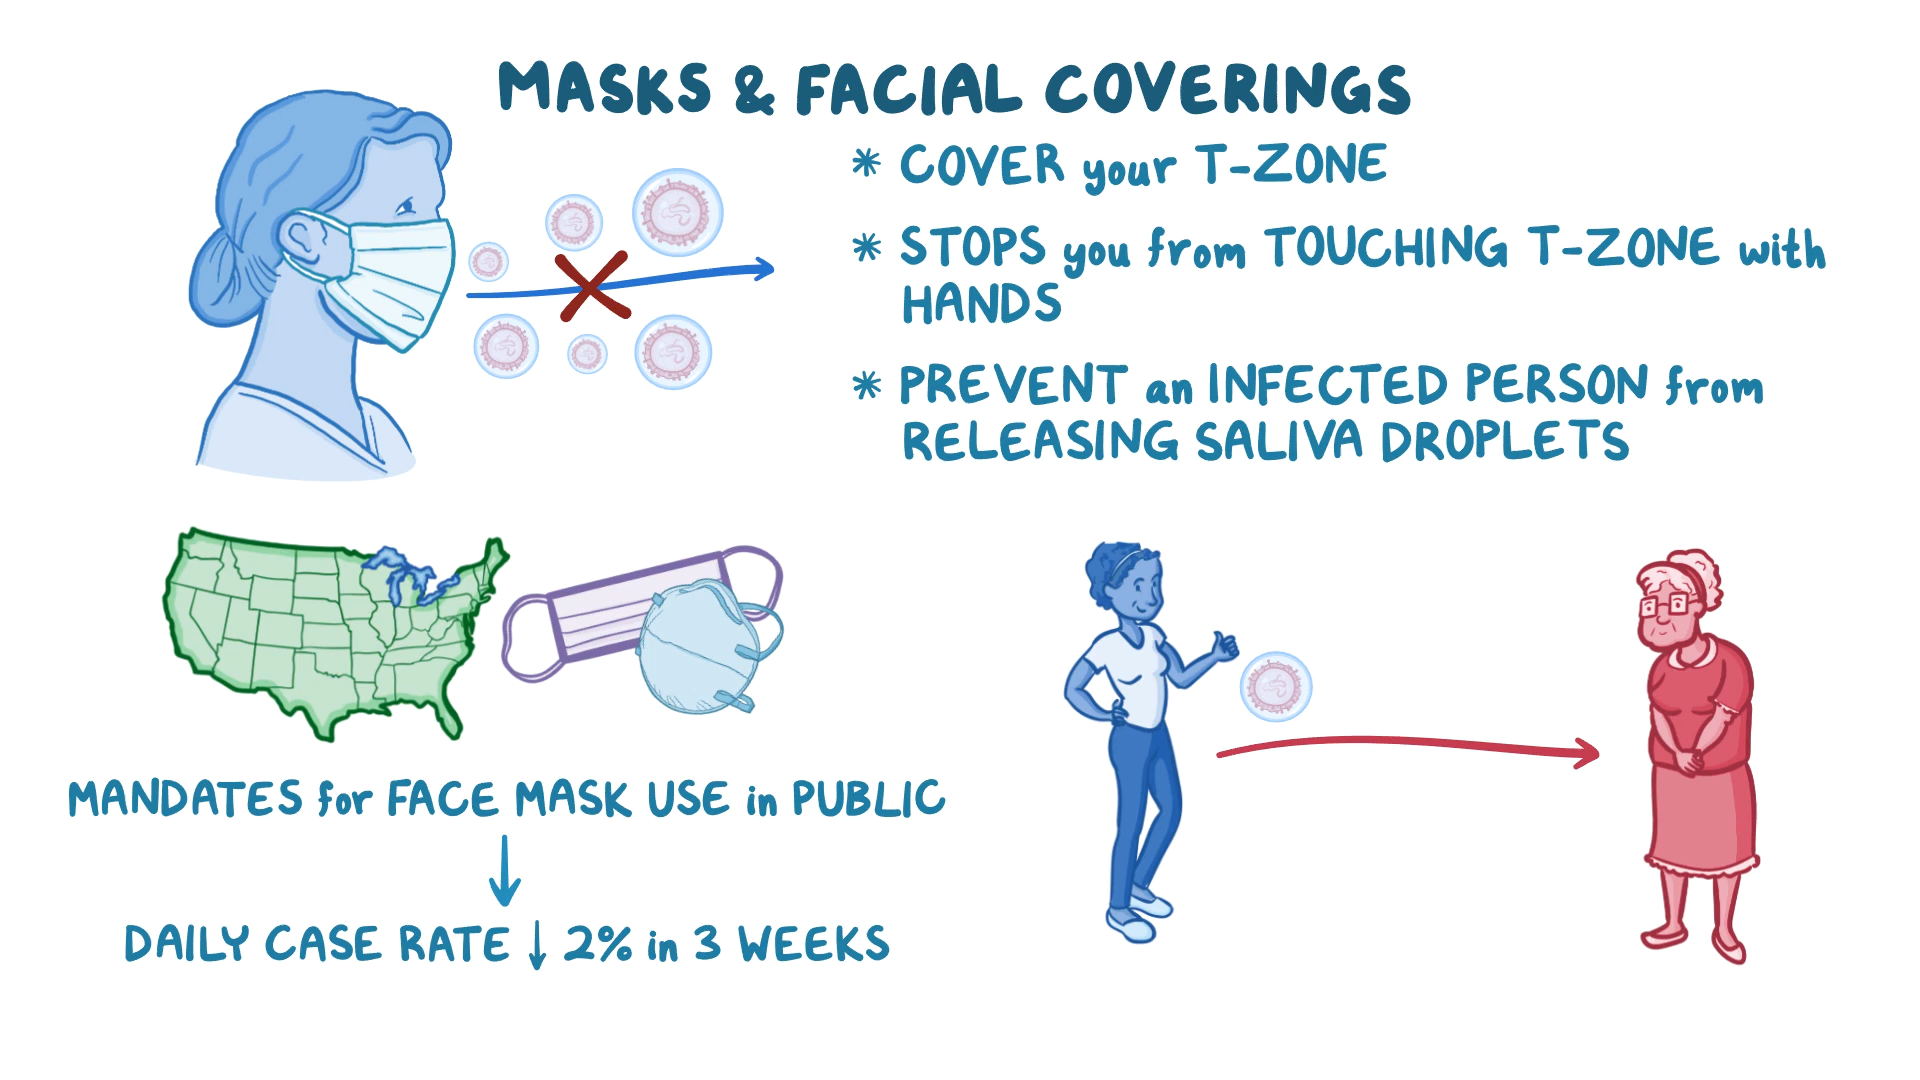 MASKS & FACIAL COVERINGS
* COVER your T-ZONE
* STOPS you from TOUCHING T-ZONE with
HANDS
* PREVENT an INFECTED PERSON from
RELEASING SALIVA DROPLETS
MANDATES for FACE MASK USE in PUBLIC
↓
DAILY CASE RATE ↓ 2% in 3 WEEKS